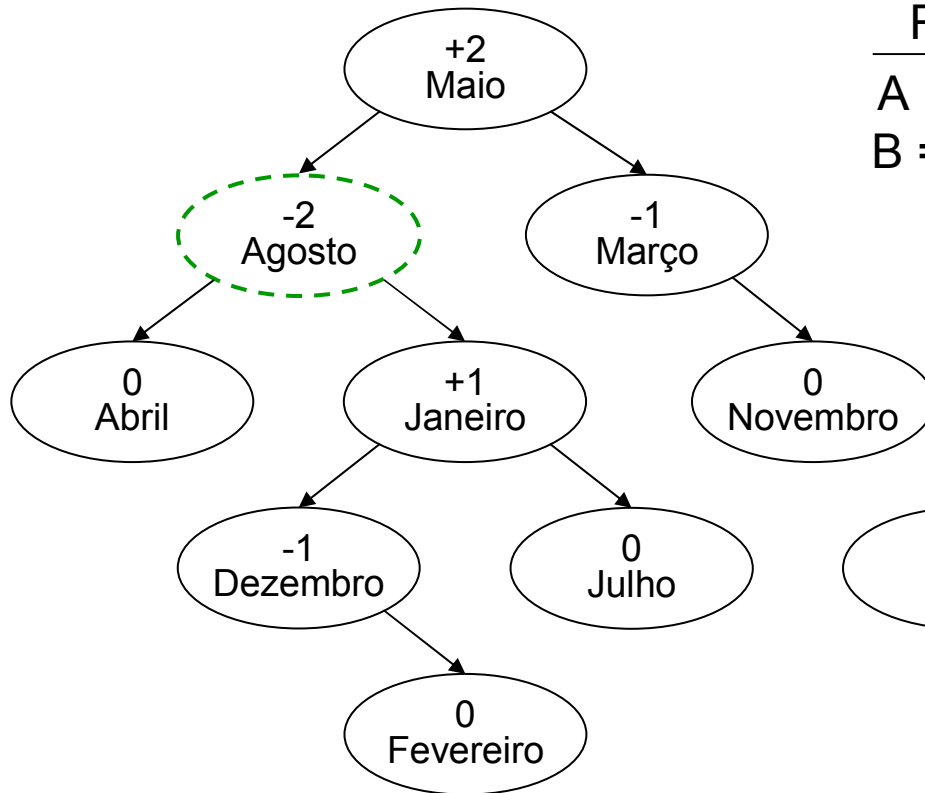 +2
Maio
A
B =
-2
Agosto
-1
Março
0
Abril
+1
Janeiro
0
Novembro
-1
Dezembro
0
Julho
0
Fevereiro